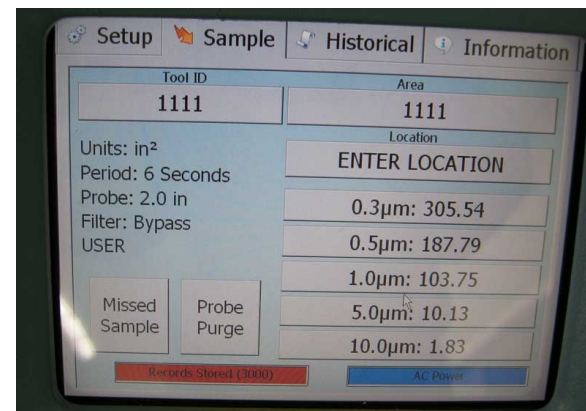 Setup Sample Historical Information
Tool ID
1111
Area
1111
Location
ENTER LOCATION
Units: in²
Period: 6 Seconds
Probe: 2.0 in
Filter: Bypass
USER
0.3µm: 305.54
0.5µm: 187.79
1.0µm: 103.75
5.0µm: 10.13
10.0µm: 1.83
Missed
Sample
Probe
Purge
Records Stored (3000)
AC Power